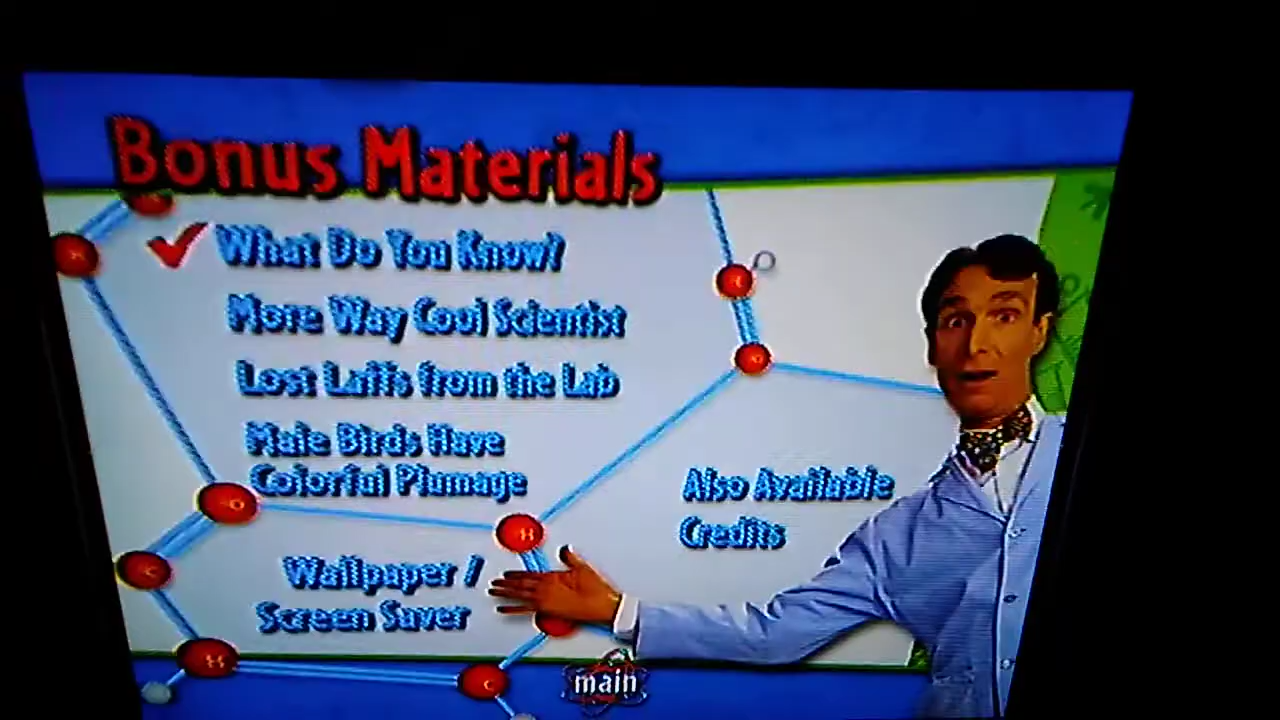 Bonus Materials
What Do You Know?
More Way Cool Scientist
Lost Laffs from the Lab
Male Birds Have
Colorful Plumage
Wallpaper /
Screen Saver
Also Available
Credits
main
H
H
C